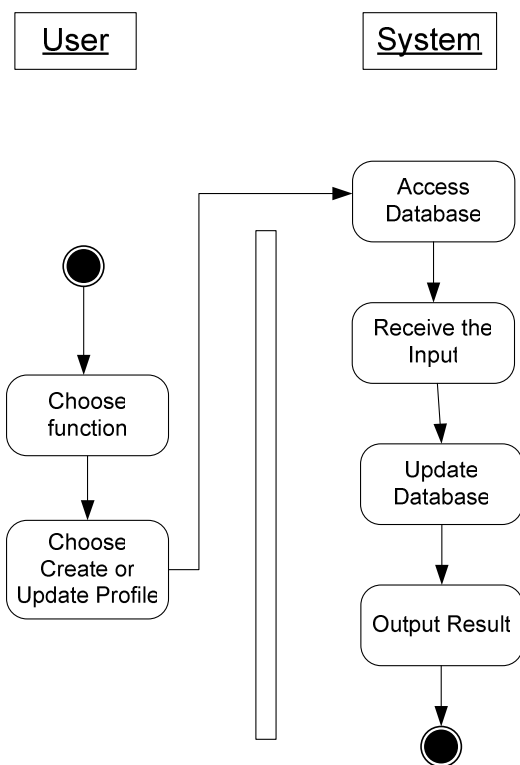 User
System
Access
Database
Receive the
Input
Choose
function
Update
Database
Choose
Create or
Update Profile
Output Result